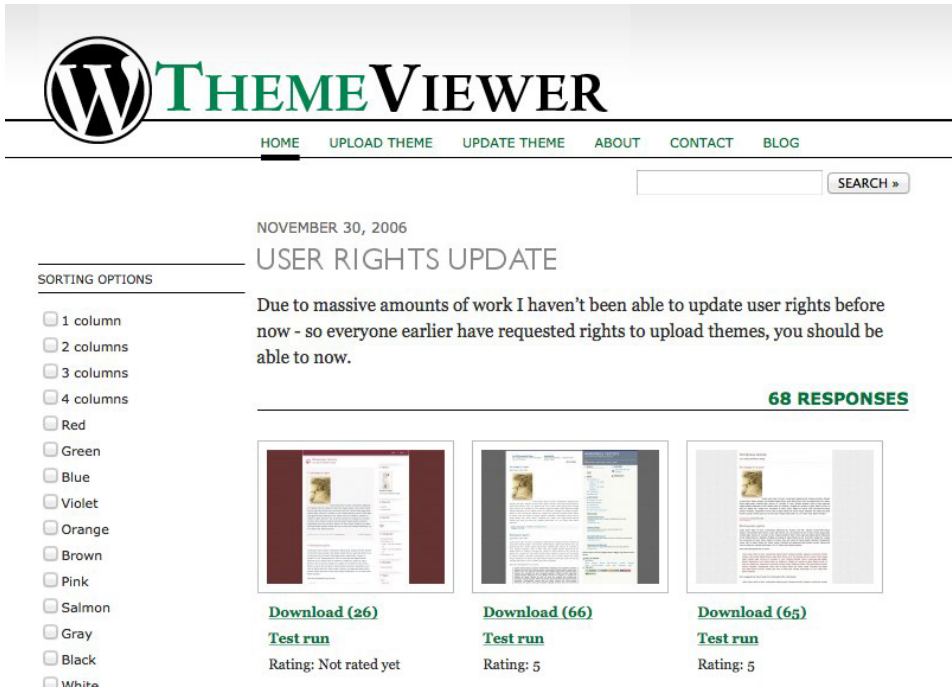 THEMEVIEWER
HOME UPLOAD THEME UPDATE THEME ABOUT CONTACT BLOG
SEARCH »
SORTING OPTIONS
1 column
2 columns
3 columns
4 columns
Red
Green
Blue
Violet
Orange
Brown
Pink
Salmon
Gray
Black
White
NOVEMBER 30, 2006
USER RIGHTS UPDATE
Due to massive amounts of work I haven’t been able to update user rights before
now - so everyone earlier have requested rights to upload themes, you should be
able to now.
68 RESPONSES
Download (26)
Test run
Rating: Not rated yet
Download (66)
Test run
Rating: 5
Download (65)
Test run
Rating: 5